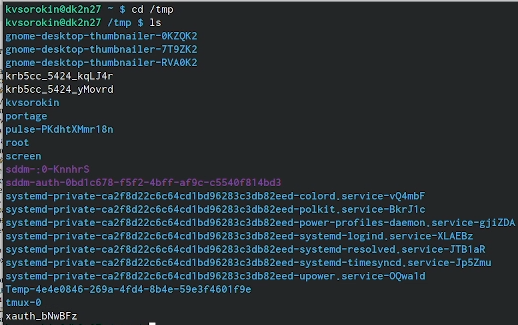 kvsorokin@dk2n27 ~ $ cd /tmp
kvsorokin@dk2n27 /tmp $ ls
gnome-desktop-thumbnailer-0KZQK2
gnome-desktop-thumbnailer-7T9ZK2
gnome-desktop-thumbnailer-RVA0K2
krb5cc_5424_kqLJ4r
krb5cc_5424_yMovrd
kvsorokin
portage
pulse-PKdhtXMmr18n
root
screen
sddm-:0-KnnhrS
sddm-auth-0bd1c678-f5f2-4bff-af9c-c5540f814bd3
systemd-private-ca2f8d22c6c64cd1bd96283c3db82eed-colord.service-vQ4mbF
systemd-private-ca2f8d22c6c64cd1bd96283c3db82eed-polkit.service-BkrJ1c
systemd-private-ca2f8d22c6c64cd1bd96283c3db82eed-power-profiles-daemon.service-gjiZDA
systemd-private-ca2f8d22c6c64cd1bd96283c3db82eed-systemd-logind.service-XLAEBz
systemd-private-ca2f8d22c6c64cd1bd96283c3db82eed-systemd-resolved.service-JTB1aR
systemd-private-ca2f8d22c6c64cd1bd96283c3db82eed-systemd-timesyncd.service-Jp5Zmu
systemd-private-ca2f8d22c6c64cd1bd96283c3db82eed-upower.service-OQwa1d
Temp-4e4e0846-269a-4fd4-8b4e-59e3f4601f9e
tmux-0
xauth_bNwBFz